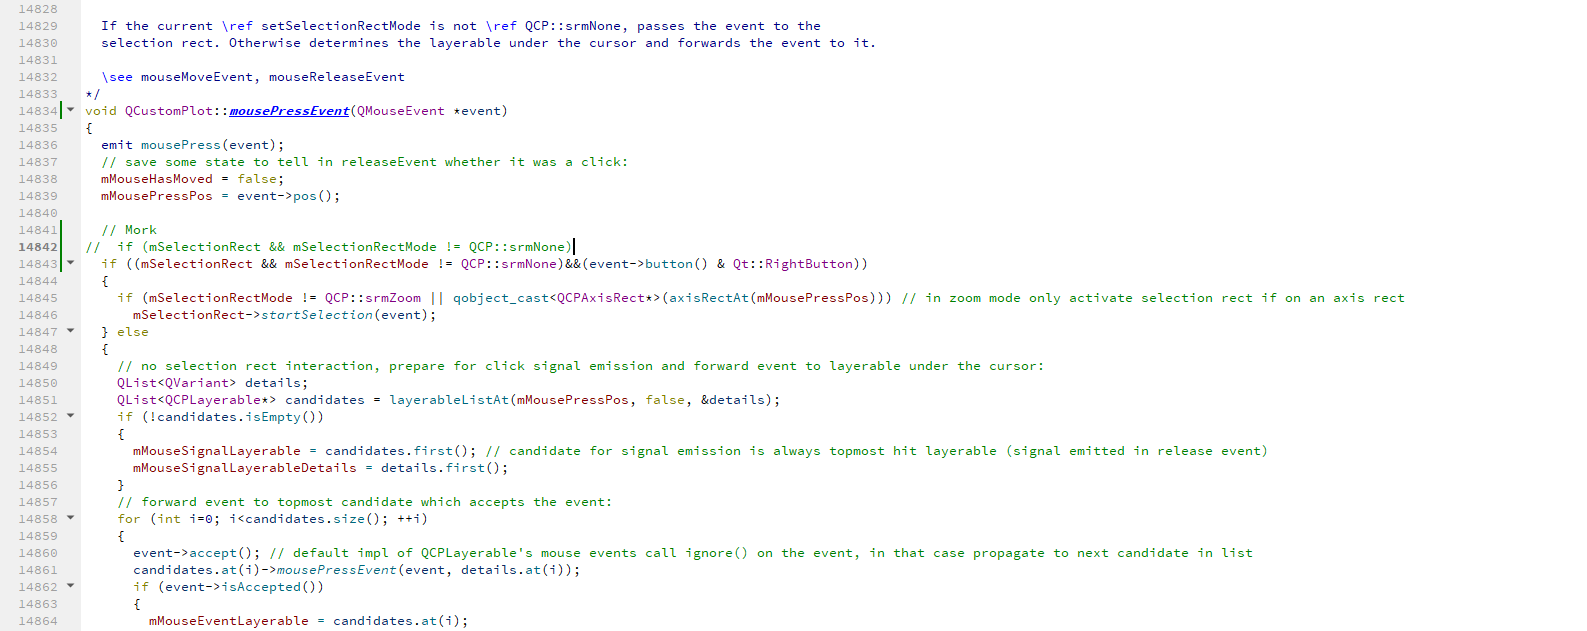 14828
14829 If the current \ref setSelectionRectMode is not \ref QCP::srmNone, passes the event to the
14830 selection rect. Otherwise determines the layerable under the cursor and forwards the event to it.
14831
14832 \see mouseMoveEvent, mouseReleaseEvent
14833 */
14834 void QCustomPlot::mousePressEvent(QMouseEvent *event)
14835 {
14836 emit mousePress(event);
14837 // save some state to tell in releaseEvent whether it was a click:
14838 mMouseHasMoved = false;
14839 mMousePressPos = event->pos();
14840
14841 // Mork
14842 // if (mSelectionRect && mSelectionRectMode != QCP::srmNone)
14843 if ((mSelectionRect && mSelectionRectMode != QCP::srmNone)&&(event->button() & Qt::RightButton))
14844 {
14845 if (mSelectionRectMode != QCP::srmZoom || qobject_cast<QCPAxisRect*>(axisRectAt(mMousePressPos))) // in zoom mode only activate selection rect if on an axis rect
14846 mSelectionRect->startSelection(event);
14847 } else
14848 {
14849 // no selection rect interaction, prepare for click signal emission and forward event to layerable under the cursor:
14850 QList<QVariant> details;
14851 QList<QCPLayerable*> candidates = layerableListAt(mMousePressPos, false, &details);
14852 if (!candidates.isEmpty())
14853 {
14854 mMouseSignalLayerable = candidates.first(); // candidate for signal emission is always topmost hit layerable (signal emitted in release event)
14855 mMouseSignalLayerableDetails = details.first();
14856 }
14857 // forward event to topmost candidate which accepts the event:
14858 for (int i=0; i<candidates.size(); ++i)
14859 {
14860 event->accept(); // default impl of QCPLayerable's mouse events call ignore() on the event, in that case propagate to next candidate in list
14861 candidates.at(i)->mousePressEvent(event, details.at(i));
14862 if (event->isAccepted())
14863 {
14864 mMouseEventLayerable = candidates.at(i);